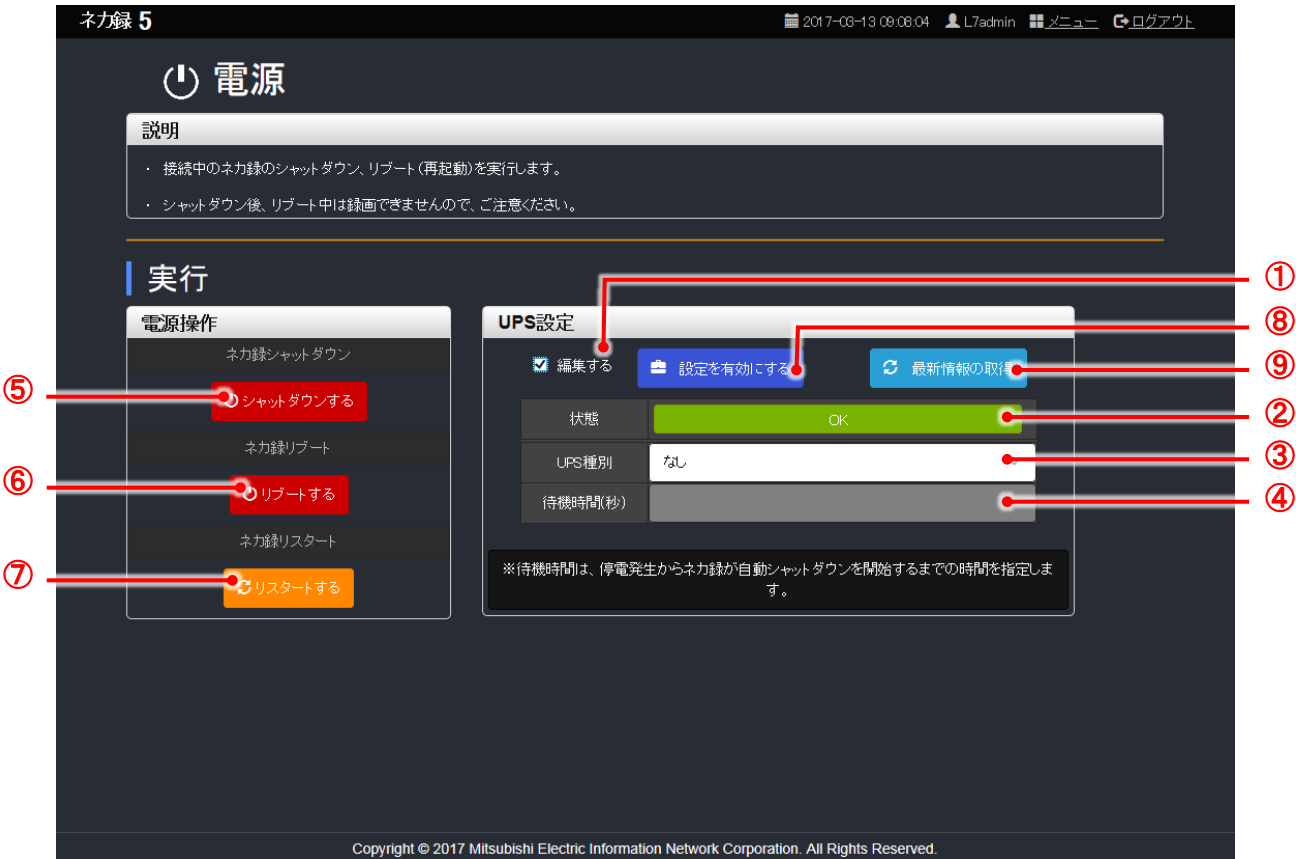 ネカ録 5
2017-03-13 09:08:04 L7admin メニュー ログアウト
電源
説明
・ 接続中のネカ録のシャットダウン、リブート(再起動)を実行します。
・ シャットダウン後、リブート中は録画できませんので、ご注意ください。
実行
①
電源操作
UPS設定
⑧
ネカ録シャットダウン
編集する
設定を有効にする
最新情報の取得
⑨
⑤
シャットダウンする
状態
OK
②
ネカ録リブート
UPS種別
なし
③
⑥
リブートする
待機時間(秒)
④
ネカ録リスタート
⑦
リスタートする
※待機時間は、停電発生からネカ録が自動シャットダウンを開始するまでの時間を指定しま
す。
Copyright © 2017 Mitsubishi Electric Information Network Corporation. All Rights Reserved.